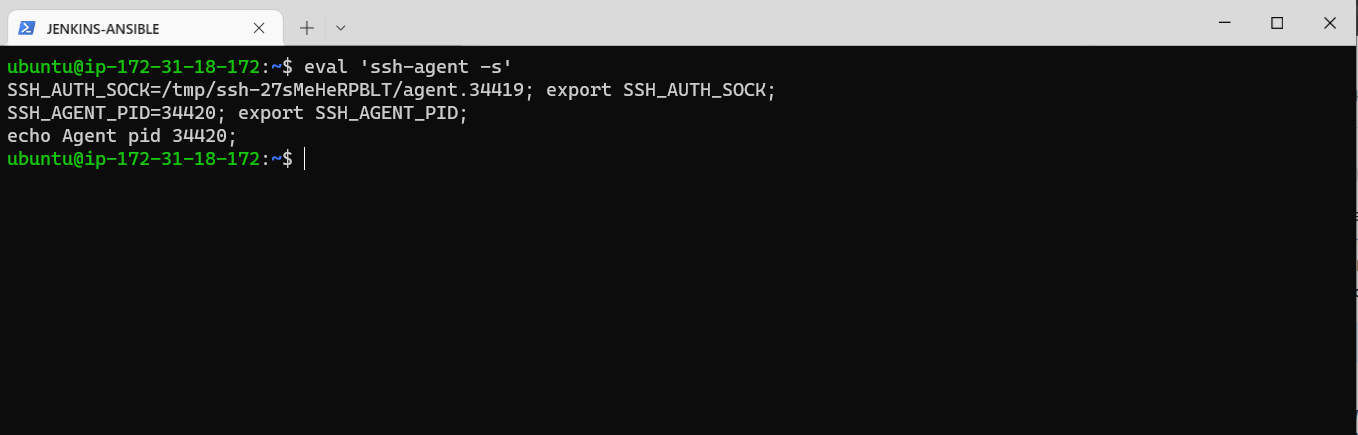 JENKINS-ANSIBLE
ubuntu@ip-172-31-18-172:~$ eval 'ssh-agent -s'
SSH_AUTH_SOCK=/tmp/ssh-27sMeHeRPBLT/agent.34419; export SSH_AUTH_SOCK;
SSH_AGENT_PID=34420; export SSH_AGENT_PID;
echo Agent pid 34420;
ubuntu@ip-172-31-18-172:~$